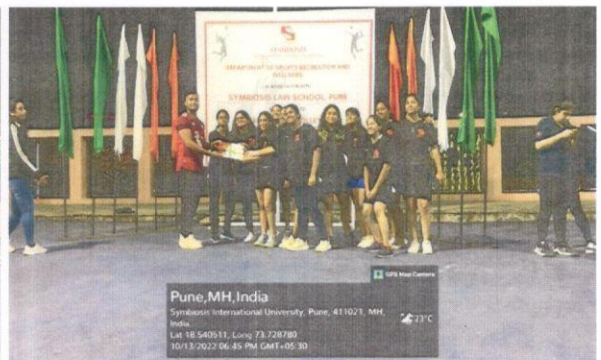 SYMBIOSIS
DEPARTMENT OF SPORTS RECREATION AND
WELLNESS
SYMBIOSIS LAW SCHOOL, PUNE
GPS Map Camera
Pune, MH, India
Symbiosis International University, Pune, 411021, MH,
India
23°C
Lat 18.540511, Long 73.728780
10/13/2022 06:45 PM GMT+05:30